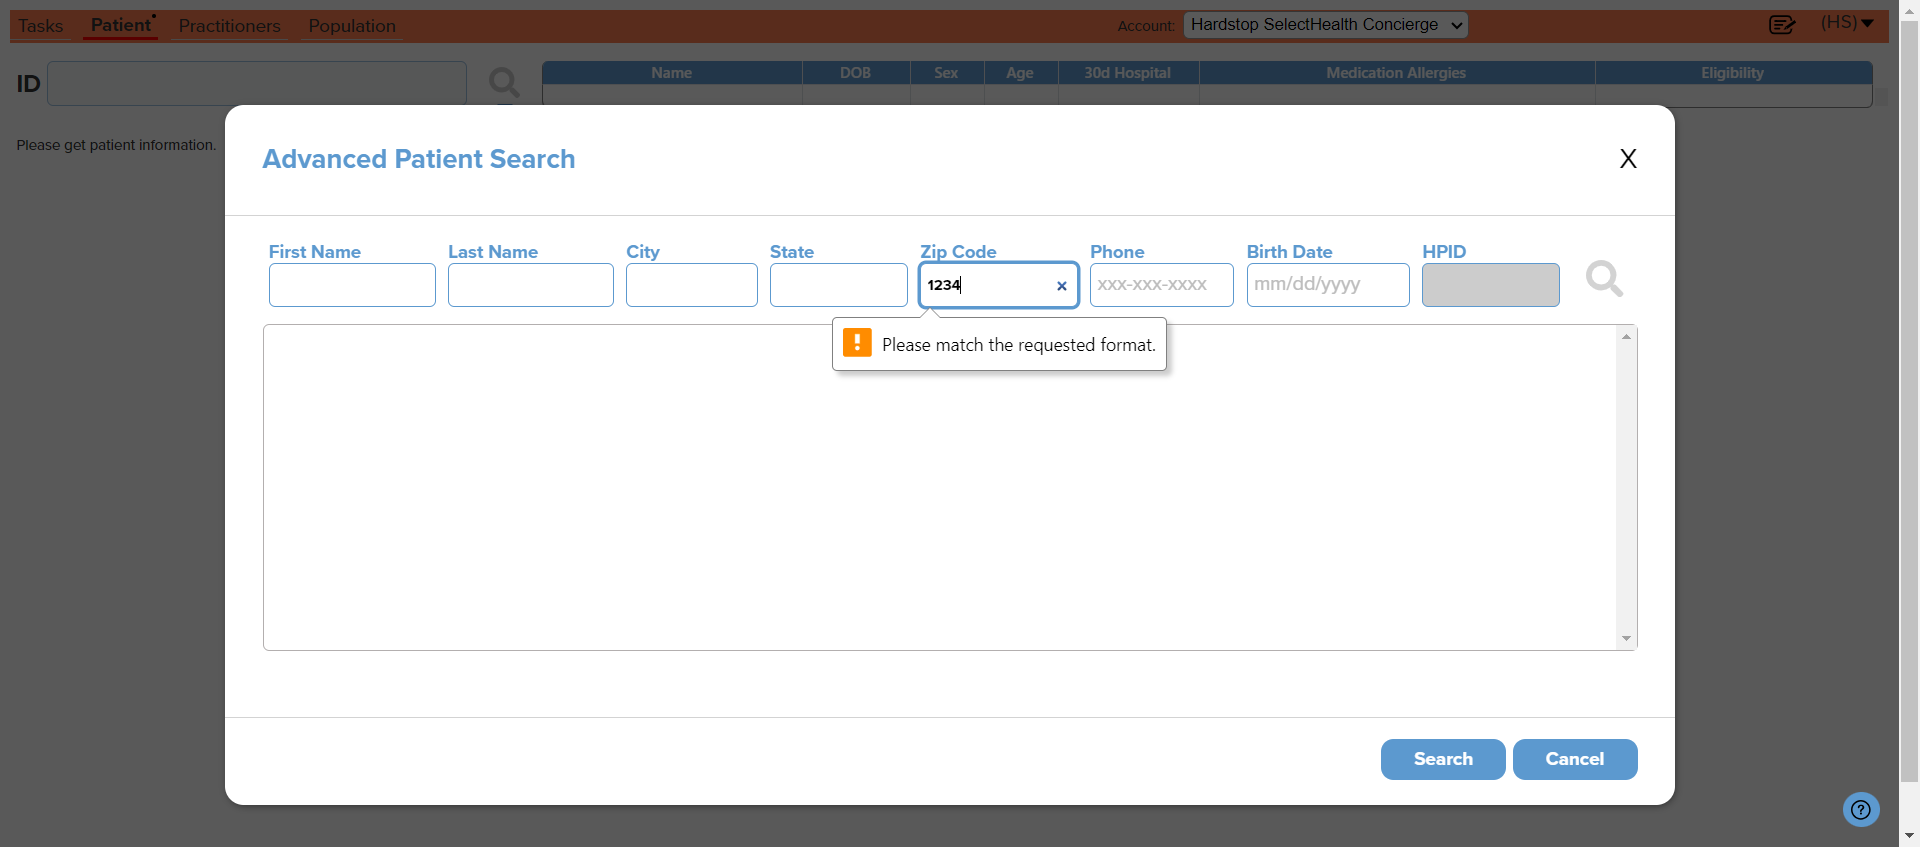 Tasks Patient Practitioners Population Account: Hardstop SelectHealth Concierge (HS)
ID Name DOB Sex Age 30d Hospital Medication Allergies Eligibility
Please get patient information.
Advanced Patient Search X
First Name Last Name City State Zip Code Phone Birth Date HPID
1234 × xxx-xxx-xxxx mm/dd/yyyy
! Please match the requested format.
Search Cancel
?